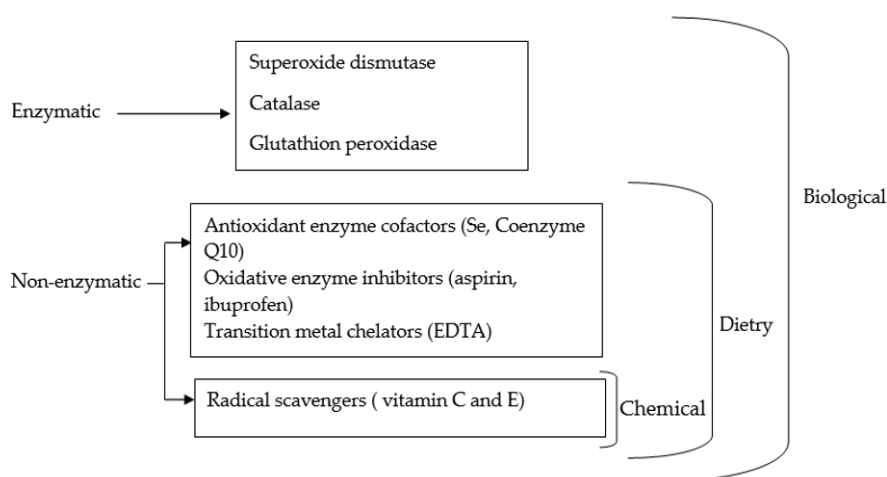 Superoxide dismutase
Enzymatic
Catalase
Glutathion peroxidase
Biological
Antioxidant enzyme cofactors (Se, Coenzyme
Q10)
Non-enzymatic
Oxidative enzyme inhibitors (aspirin,
ibuprofen)
Transition metal chelators (EDTA)
Dietry
Radical scavengers ( vitamin C and E)
Chemical